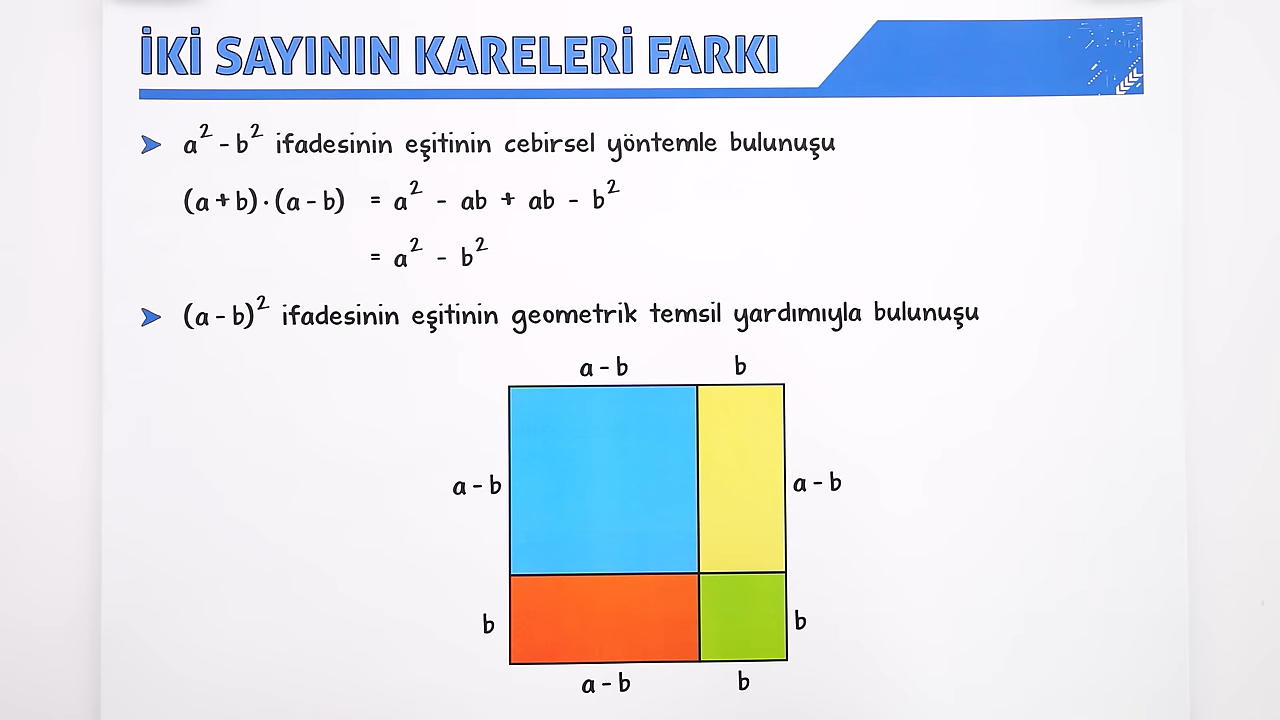 İKİ SAYININ KARELERİ FARKI
a² - b² ifadesinin eşitinin cebirsel yöntemle bulunuşu
(a + b) · (a - b) = a² - ab + ab - b²
= a² - b²
(a - b)² ifadesinin eşitinin geometrik temsil yardımıyla bulunuşu
a - b b
a - b a - b
b b
a - b b